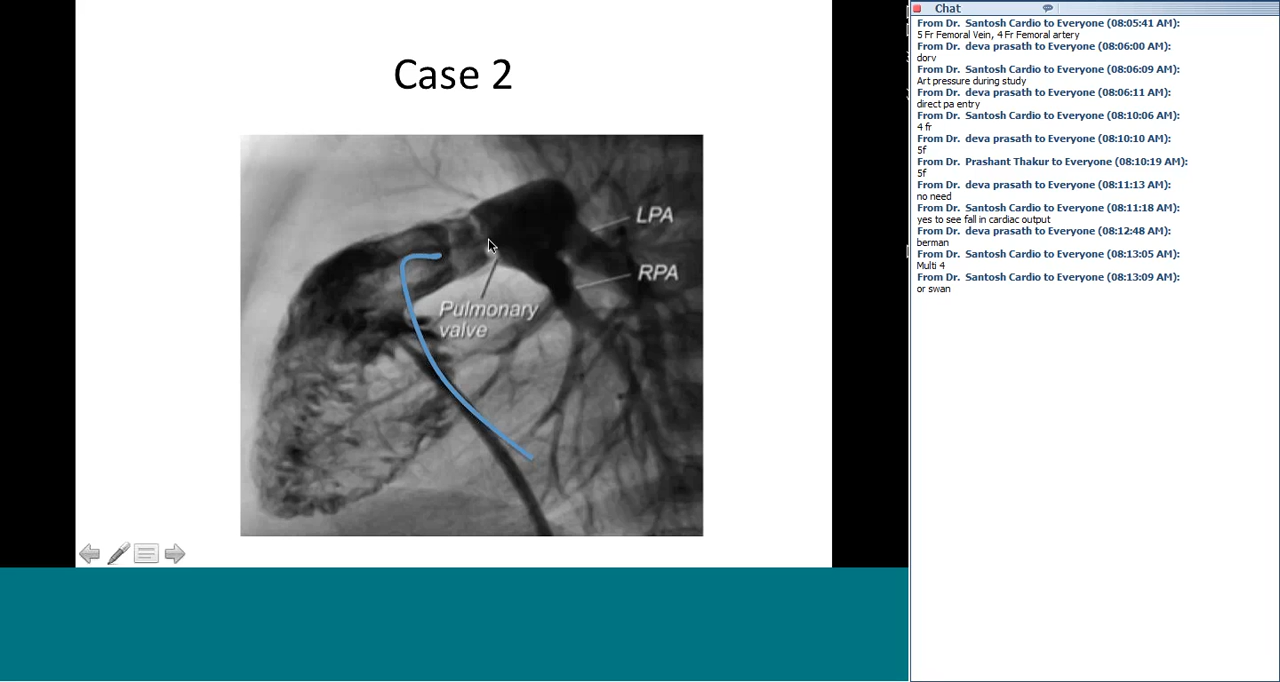 Case 2
LPA
RPA
Pulmonary
valve
Chat
From Dr. Santosh Cardio to Everyone (08:05:41 AM):
5 Fr Femoral Vein, 4 Fr Femoral artery
From Dr. deva prasath to Everyone (08:06:00 AM):
dorv
From Dr. Santosh Cardio to Everyone (08:06:09 AM):
Art pressure during study
From Dr. deva prasath to Everyone (08:06:11 AM):
direct pa entry
From Dr. Santosh Cardio to Everyone (08:10:06 AM):
4 fr
From Dr. deva prasath to Everyone (08:10:10 AM):
5f
From Dr. Prashant Thakur to Everyone (08:10:19 AM):
5f
From Dr. deva prasath to Everyone (08:11:13 AM):
no need
From Dr. Santosh Cardio to Everyone (08:11:18 AM):
yes to see fall in cardiac output
From Dr. deva prasath to Everyone (08:12:48 AM):
berman
From Dr. Santosh Cardio to Everyone (08:13:05 AM):
Multi 4
From Dr. Santosh Cardio to Everyone (08:13:09 AM):
or swan